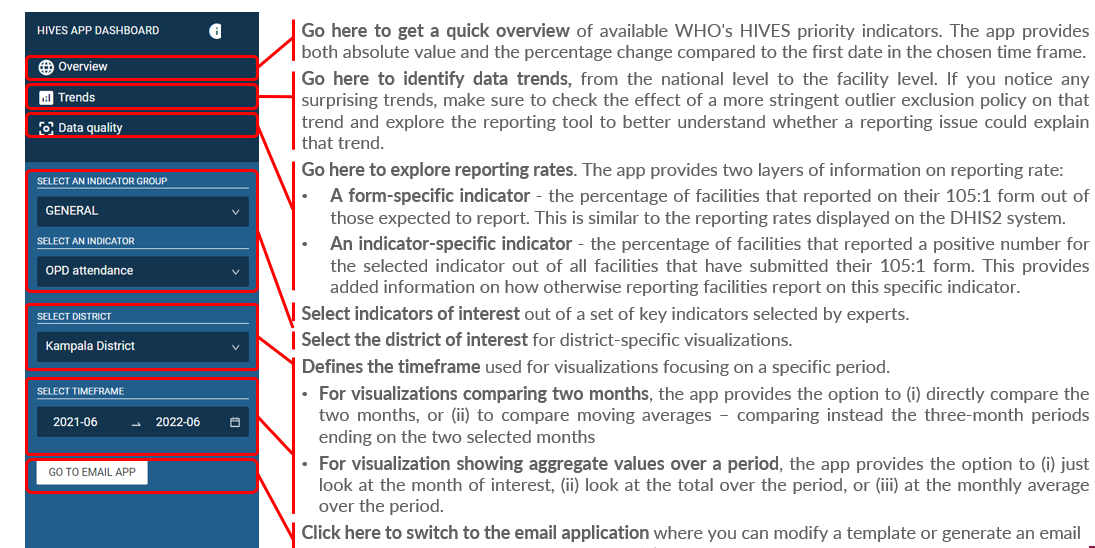 HIVES APP DASHBOARD
Overview
Trends
Data quality
SELECT AN INDICATOR GROUP
GENERAL
SELECT AN INDICATOR
OPD attendance
SELECT DISTRICT
Kampala District
SELECT TIMEFRAME
2021-06 → 2022-06
GO TO EMAIL APP
Go here to get a quick overview of available WHO's HIVES priority indicators. The app provides
both absolute value and the percentage change compared to the first date in the chosen time frame.
Go here to identify data trends, from the national level to the facility level. If you notice any
surprising trends, make sure to check the effect of a more stringent outlier exclusion policy on that
trend and explore the reporting tool to better understand whether a reporting issue could explain
that trend.
Go here to explore reporting rates. The app provides two layers of information on reporting rate:
• A form-specific indicator - the percentage of facilities that reported on their 105:1 form out of
those expected to report. This is similar to the reporting rates displayed on the DHIS2 system.
• An indicator-specific indicator - the percentage of facilities that reported a positive number for
the selected indicator out of all facilities that have submitted their 105:1 form. This provides
added information on how otherwise reporting facilities report on this specific indicator.
Select indicators of interest out of a set of key indicators selected by experts.
Select the district of interest for district-specific visualizations.
Defines the timeframe used for visualizations focusing on a specific period.
• For visualizations comparing two months, the app provides the option to (i) directly compare the
two months, or (ii) to compare moving averages – comparing instead the three-month periods
ending on the two selected months
• For visualization showing aggregate values over a period, the app provides the option to (i) just
look at the month of interest, (ii) look at the total over the period, or (iii) at the monthly average
over the period.
Click here to switch to the email application where you can modify a template or generate an email